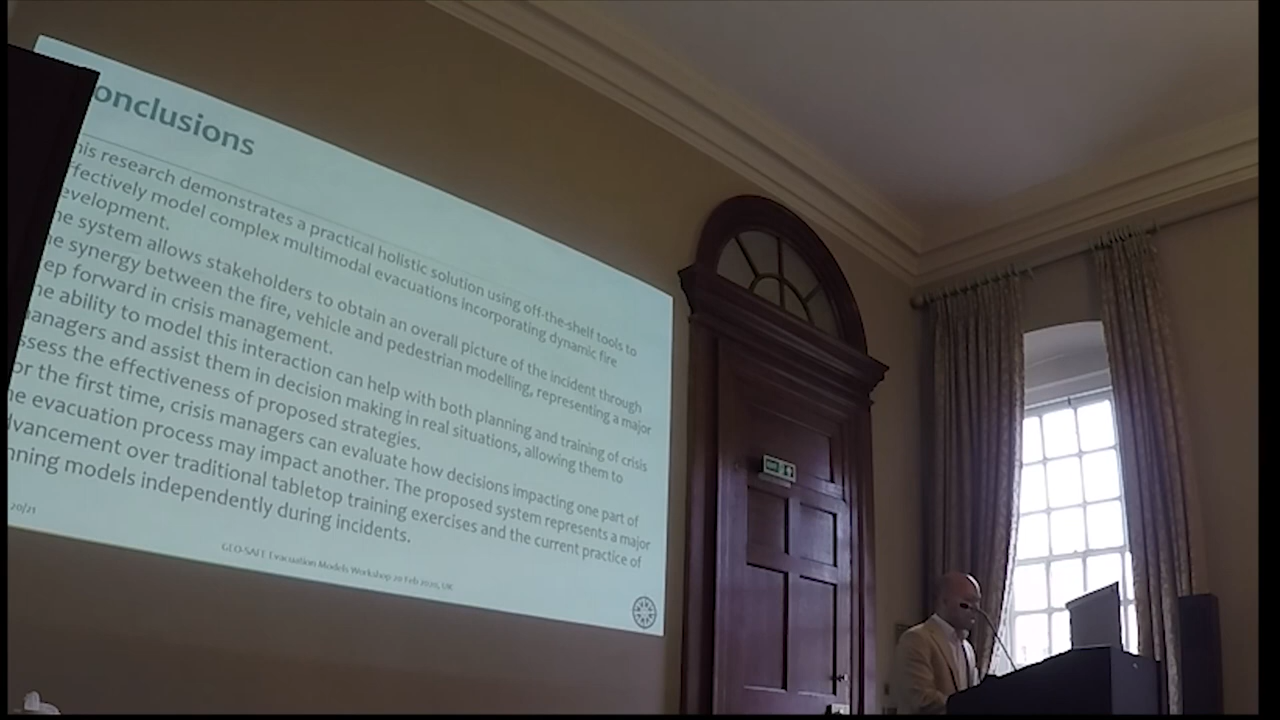 onclusions
his research demonstrates a practical holistic solution using off-the-shelf tools to
ffectively model complex multimodal evacuations incorporating dynamic fire
evelopment.
he system allows stakeholders to obtain an overall picture of the incident through
he synergy between the fire, vehicle and pedestrian modelling, representing a major
ep forward in crisis management.
he ability to model this interaction can help with both planning and training of crisis
anagers and assist them in decision making in real situations, allowing them to
ssess the effectiveness of proposed strategies.
or the first time, crisis managers can evaluate how decisions impacting one part of
he evacuation process may impact another. The proposed system represents a major
dvancement over traditional tabletop training exercises and the current practice of
nning models independently during incidents.
20/21
GEO-SAFE Evacuation Models Workshop 20 Feb 2020, UK